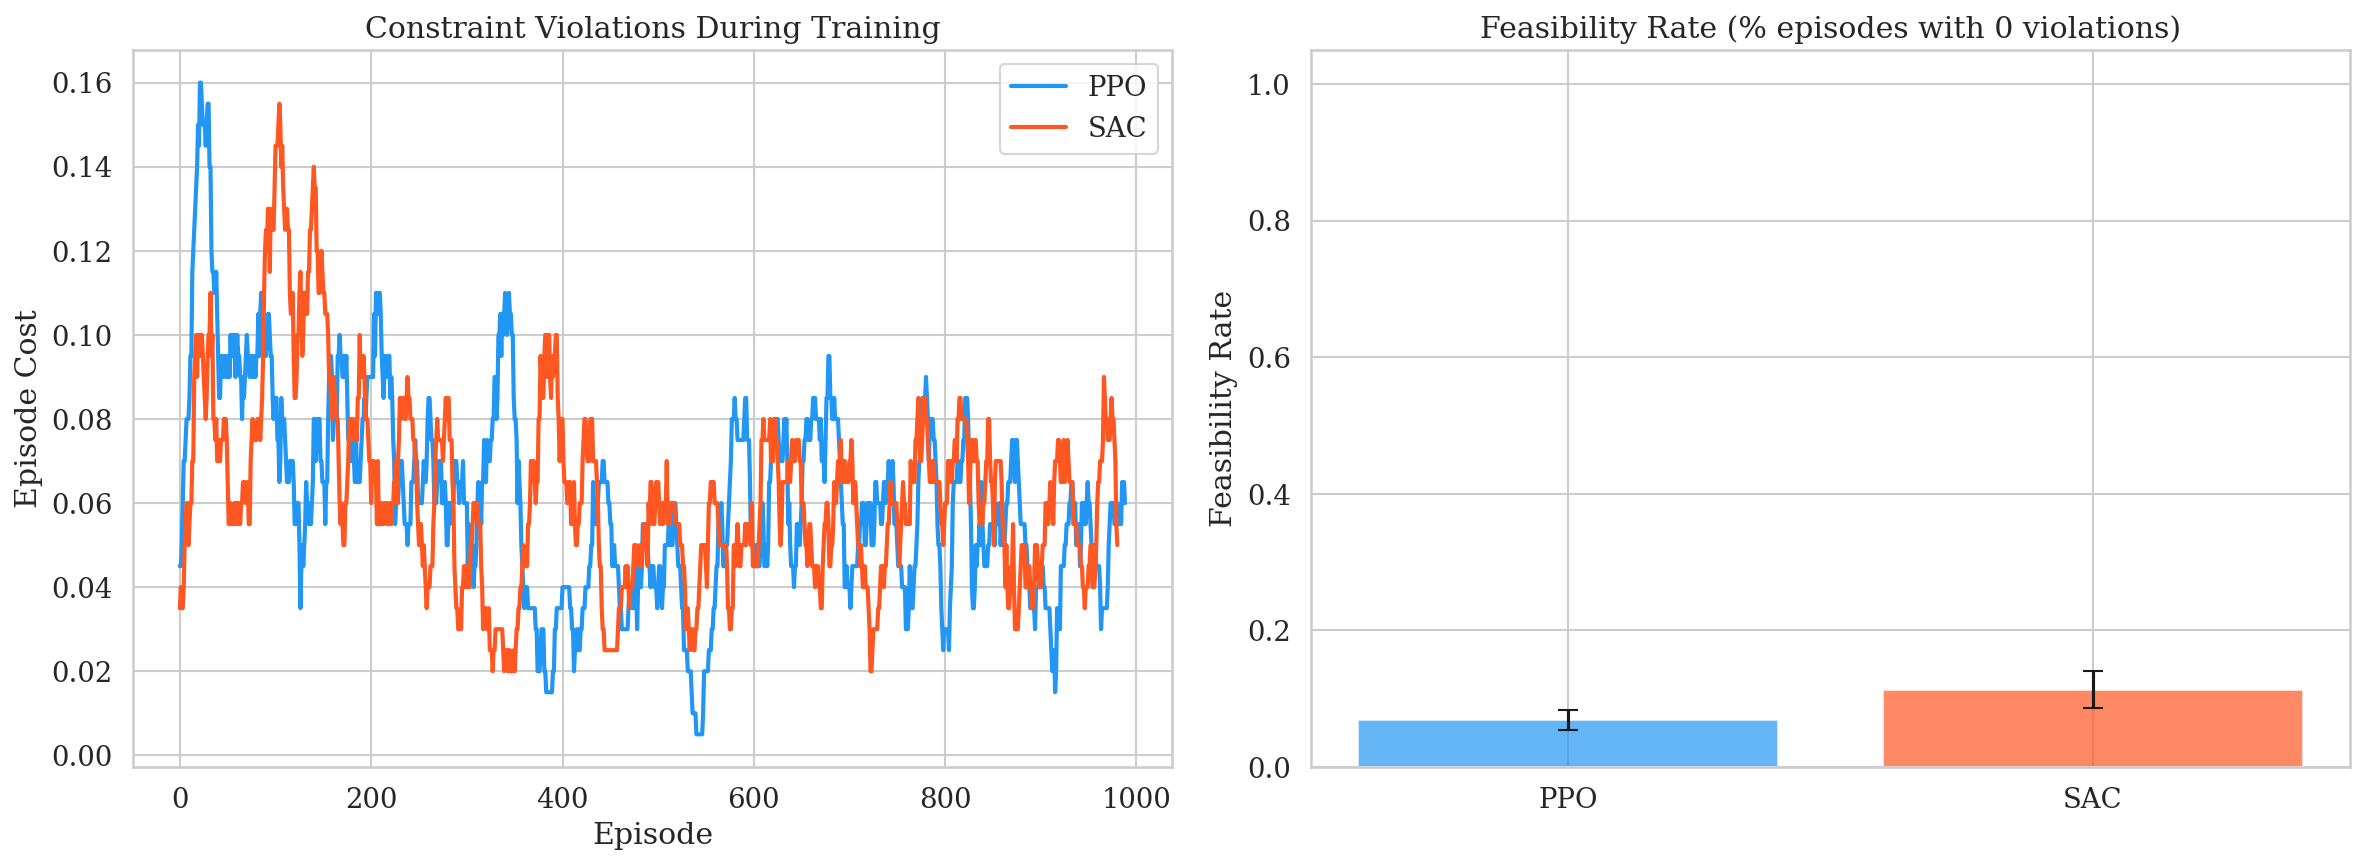 Constraint Violations During Training
Episode Cost
0.16
0.14
0.12
0.10
0.08
0.06
0.04
0.02
0.00
0
200
400
600
800
1000
Episode
PPO
SAC
Feasibility Rate (% episodes with 0 violations)
Feasibility Rate
1.0
0.8
0.6
0.4
0.2
0.0
PPO
SAC